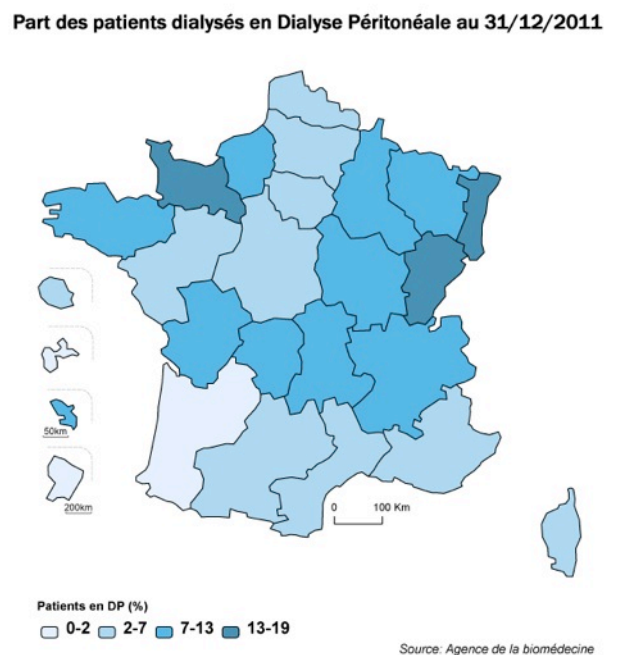 Part des patients dialysés en Dialyse Péritonéale au 31/12/2011
50km
200km
0 100 Km
Patients en DP (%)
0-2 2-7 7-13 13-19
Source: Agence de la biomédecine